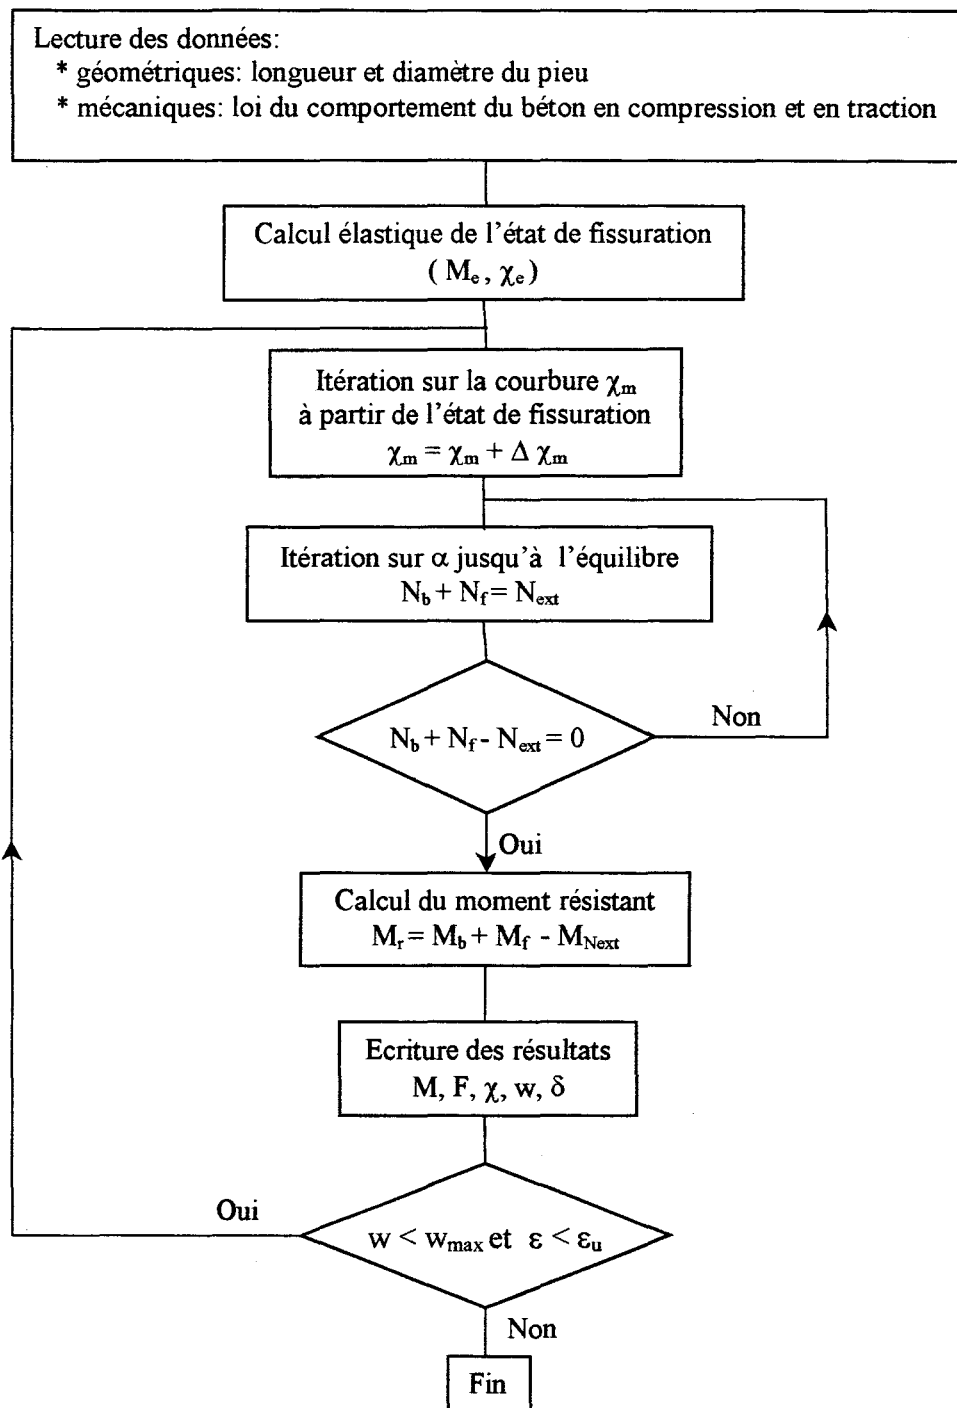 Lecture des données:
* géométriques: longueur et diamètre du pieu
* mécaniques: loi du comportement du béton en compression et en traction
Calcul élastique de l'état de fissuration
( Mₑ, χₑ)
Itération sur la courbure χₘ
à partir de l'état de fissuration
χₘ = χₘ + Δ χₘ
Itération sur α jusqu'à l'équilibre
N_b + N_f = N_ext
N_b + N_f - N_ext = 0
Non
Oui
Calcul du moment résistant
M_r = M_b + M_f - M_Next
Ecriture des résultats
M, F, χ, w, δ
Oui
w < w_max et ε < ε_u
Non
Fin